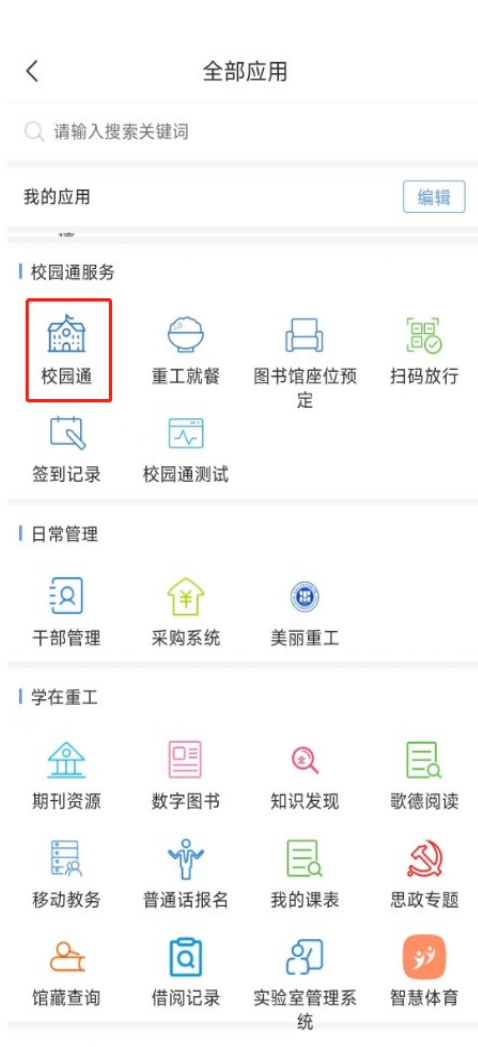 全部应用
请输入搜索关键词
我的应用
编辑
校园通服务
校园通
重工就餐
图书馆座位预
定
扫码放行
签到记录
校园通测试
日常管理
干部管理
采购系统
美丽重工
学在重工
期刊资源
数字图书
知识发现
歌德阅读
移动教务
普通话报名
我的课表
思政专题
馆藏查询
借阅记录
实验室管理系
统
智慧体育